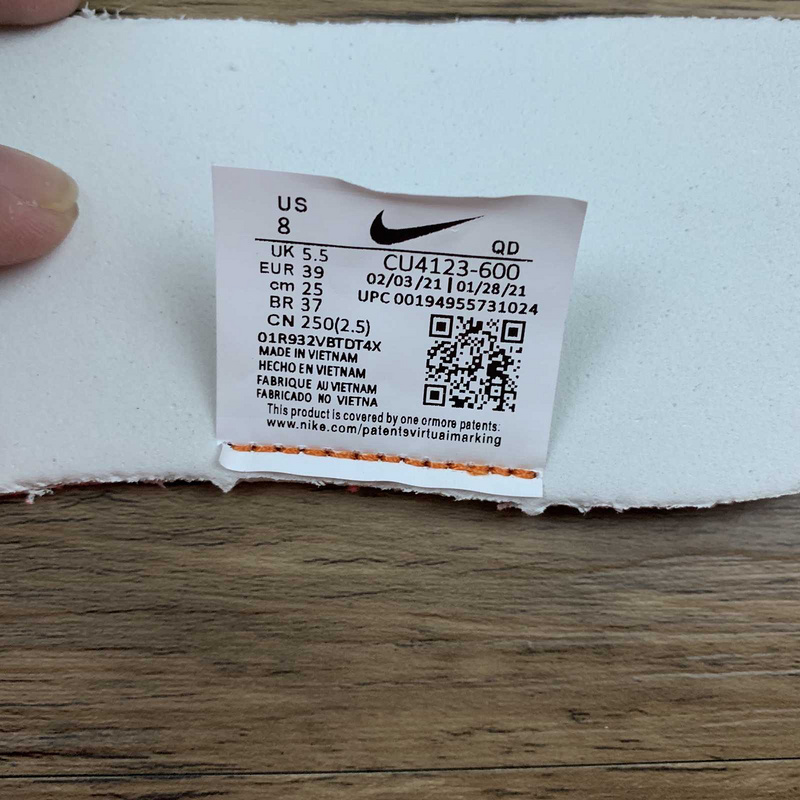 US
8
QD
UK 5.5
EUR 39
cm 25
BR 37
CN 250(2.5)
CU4123-600
02/03/21 | 01/28/21
UPC 00194955731024
01R932VBTDT4X
MADE IN VIETNAM
HECHO EN VIETNAM
FABRIQUE AU VIETNAM
FABRICADO NO VIETNA
This product is covered by one ormore patents:
www.nike.com/patentsvirtuaimarking